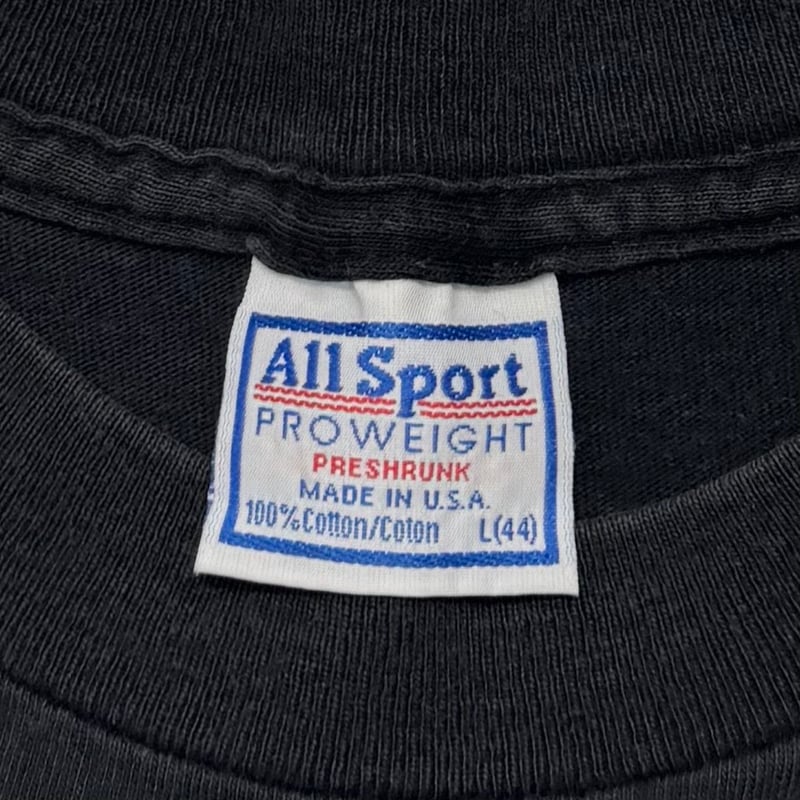 All Sport
PROWEIGHT
PRESHRUNK
MADE IN U.S.A.
100% Cotton/Coton L(44)